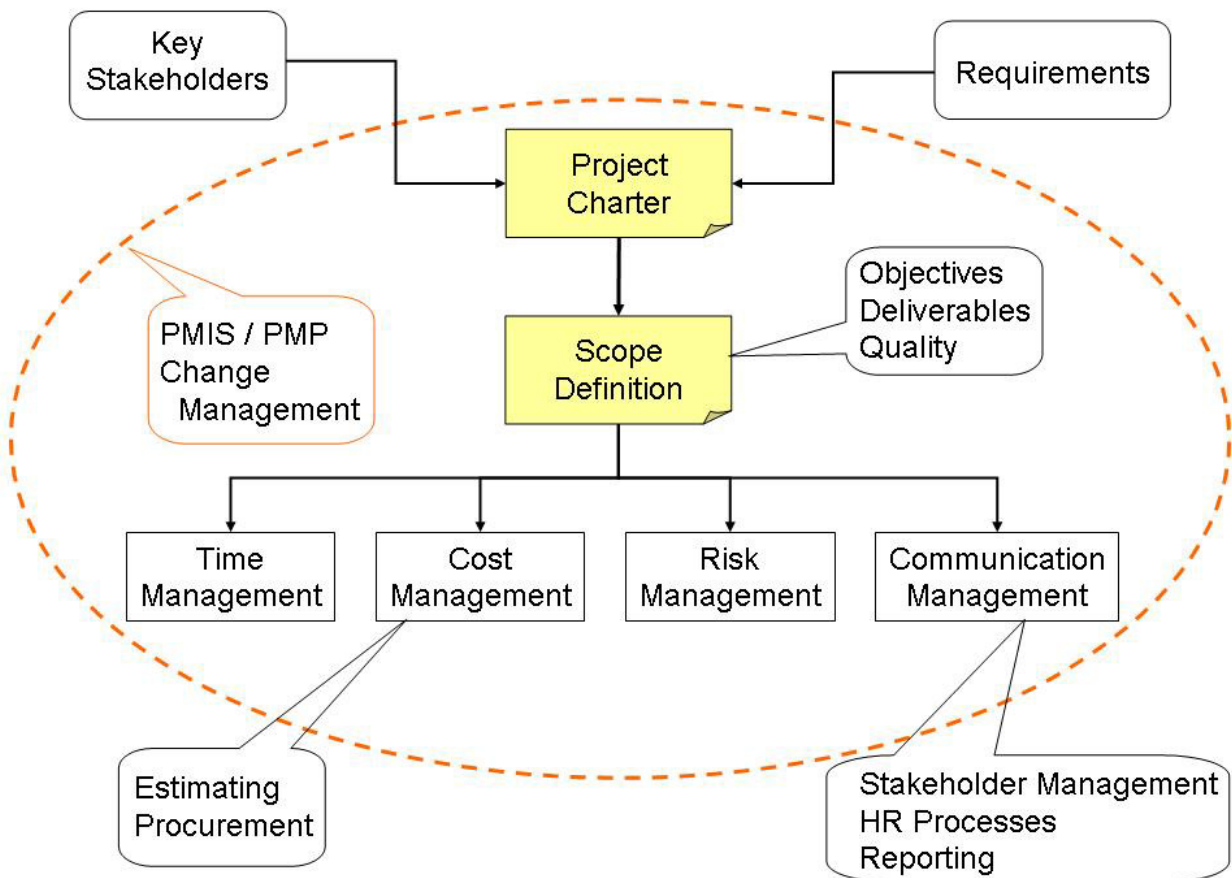 Key
Stakeholders
Requirements
Project
Charter
Objectives
Deliverables
Quality
PMIS / PMP
Change
Management
Scope
Definition
Time
Management
Cost
Management
Risk
Management
Communication
Management
Estimating
Procurement
Stakeholder Management
HR Processes
Reporting